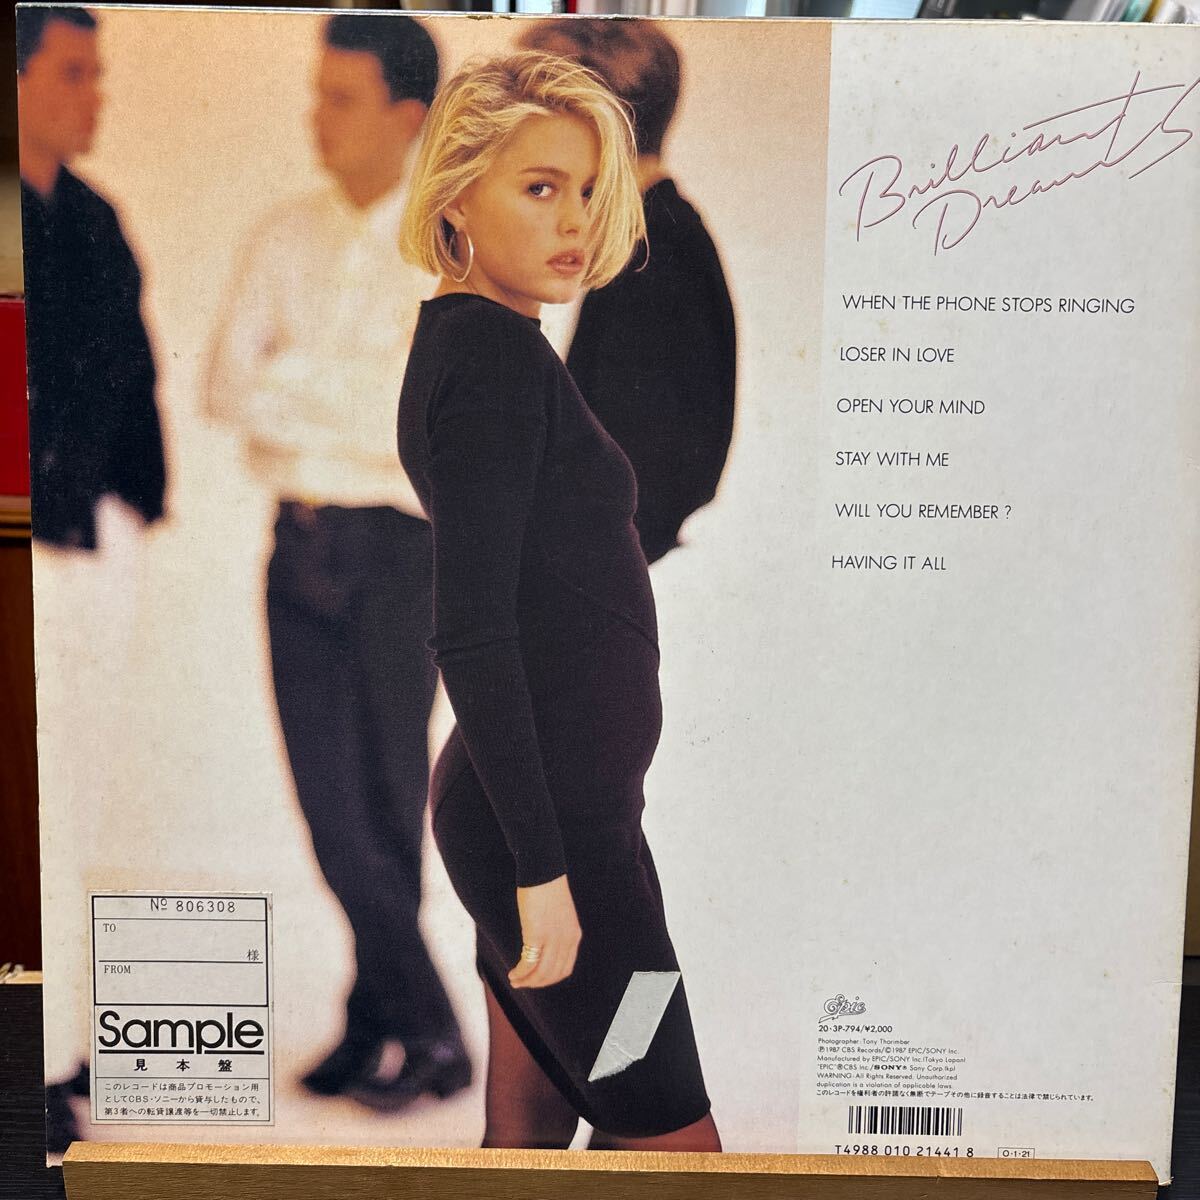 Brilliant Dreams
WHEN THE PHONE STOPS RINGING
LOSER IN LOVE
OPEN YOUR MIND
STAY WITH ME
WILL YOU REMEMBER ?
HAVING IT ALL
Nº 806308
TO
様
FROM
Sample
見本盤
このレコードは商品プロモーション用
としてCBS・ソニーから貸与したもので、
第3者への転貸譲渡等を一切禁止します。
Epic
20・3P-794/¥2,000
Photographer: Tony Thorimber
Ⓟ1987 CBS Records/©1987 EPIC/SONY Inc.
Manufactured by EPIC/SONY Inc. (Tokyo Japan)
"EPIC" ® CBS Inc./SONY® Sony Corp. (kp)
WARNING: All Rights Reserved. Unauthorized
duplication is a violation of applicable laws.
このレコードを権利者の許諾なく無断でテープその他に録音することは法律で禁じられています。
T4988 010 21441 8
O・1・21